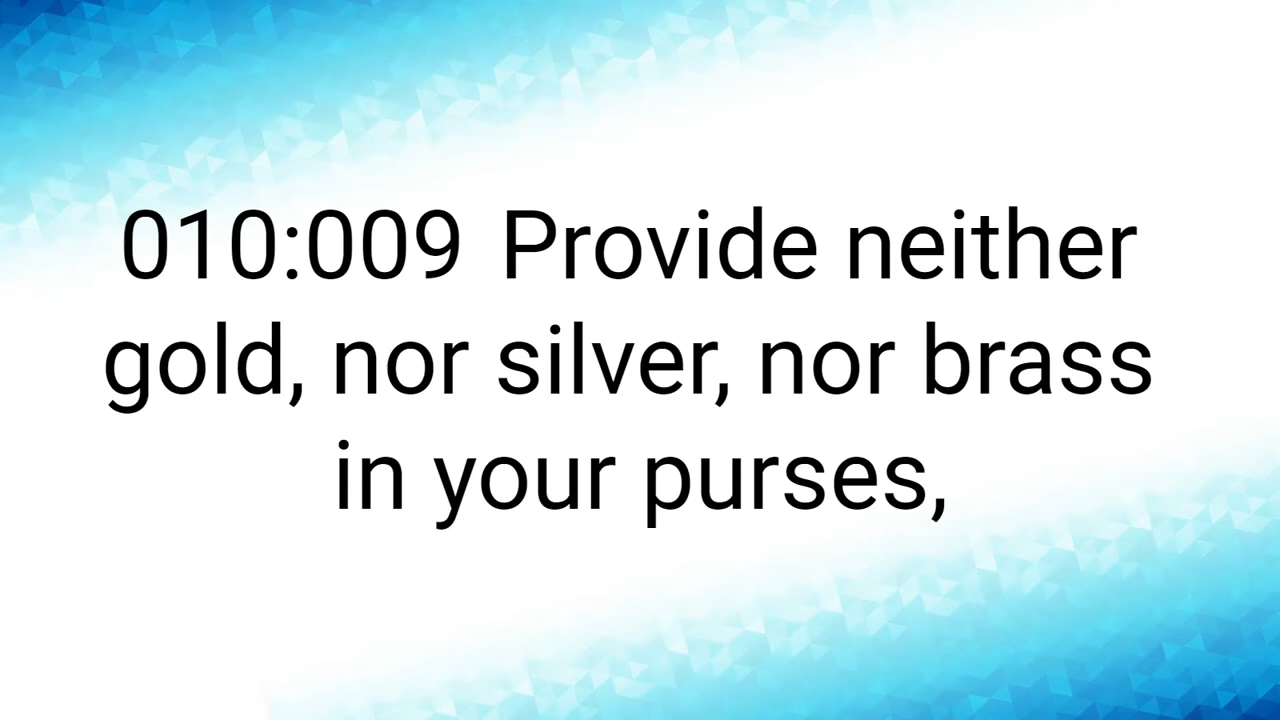 010:009 Provide neither
gold, nor silver, nor brass
in your purses,